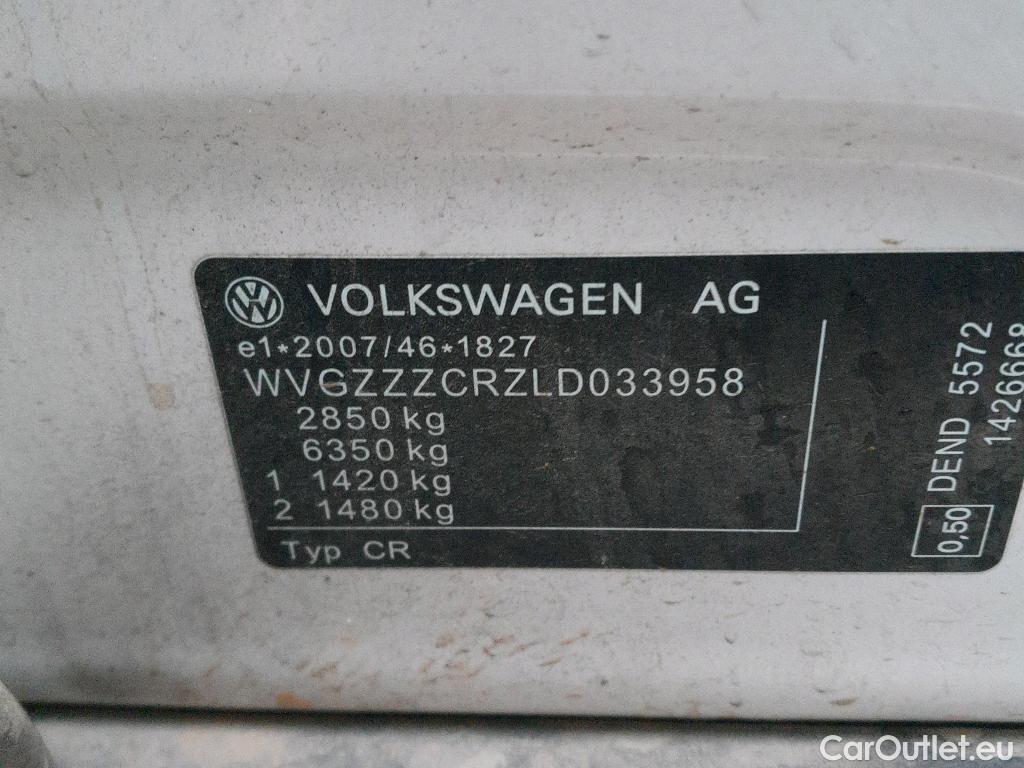 VOLKSWAGEN AG
e1*2007/46*1827
WVGZZZCRZLD033958
2850 kg
6350 kg
1 1420 kg
2 1480 kg
Typ CR
0,50 DEND 5572
1426668
CarOutlet.eu